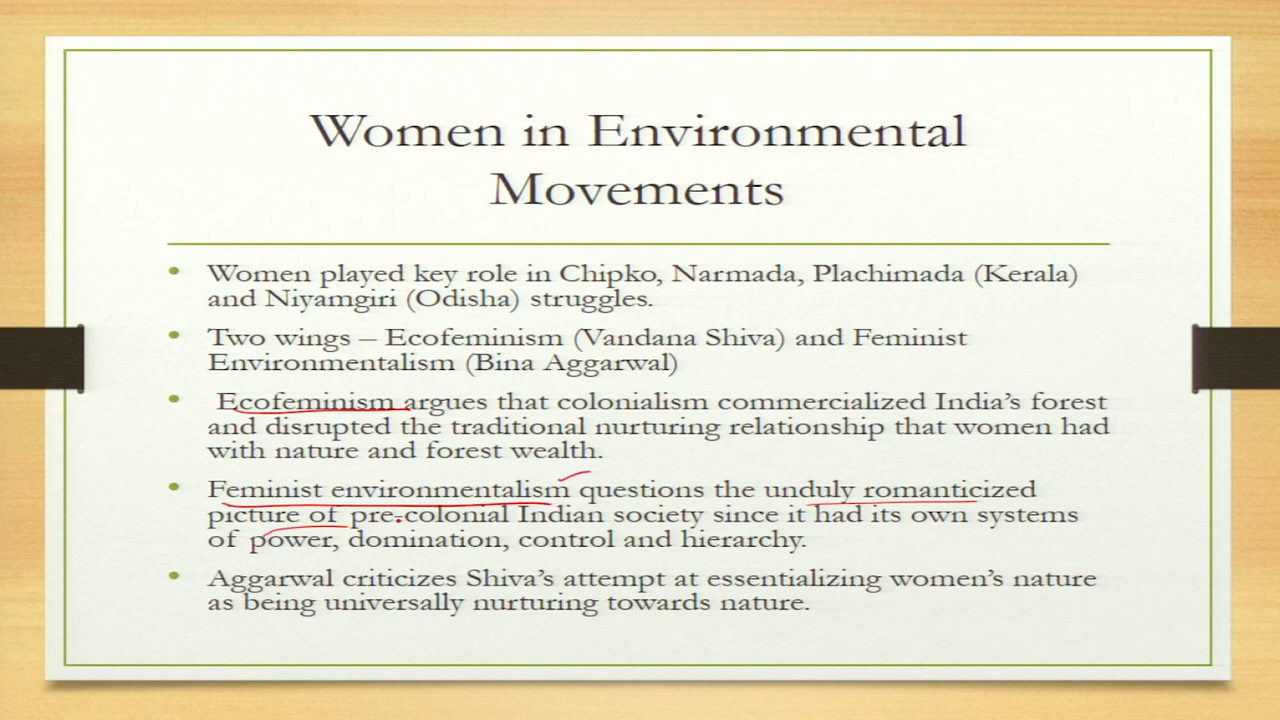 Women in Environmental
Movements
• Women played key role in Chipko, Narmada, Plachimada (Kerala)
and Niyamgiri (Odisha) struggles.
• Two wings – Ecofeminism (Vandana Shiva) and Feminist
Environmentalism (Bina Aggarwal)
• Ecofeminism argues that colonialism commercialized India's forest
and disrupted the traditional nurturing relationship that women had
with nature and forest wealth.
• Feminist environmentalism questions the unduly romanticized
picture of pre-colonial Indian society since it had its own systems
of power, domination, control and hierarchy.
• Aggarwal criticizes Shiva's attempt at essentializing women's nature
as being universally nurturing towards nature.